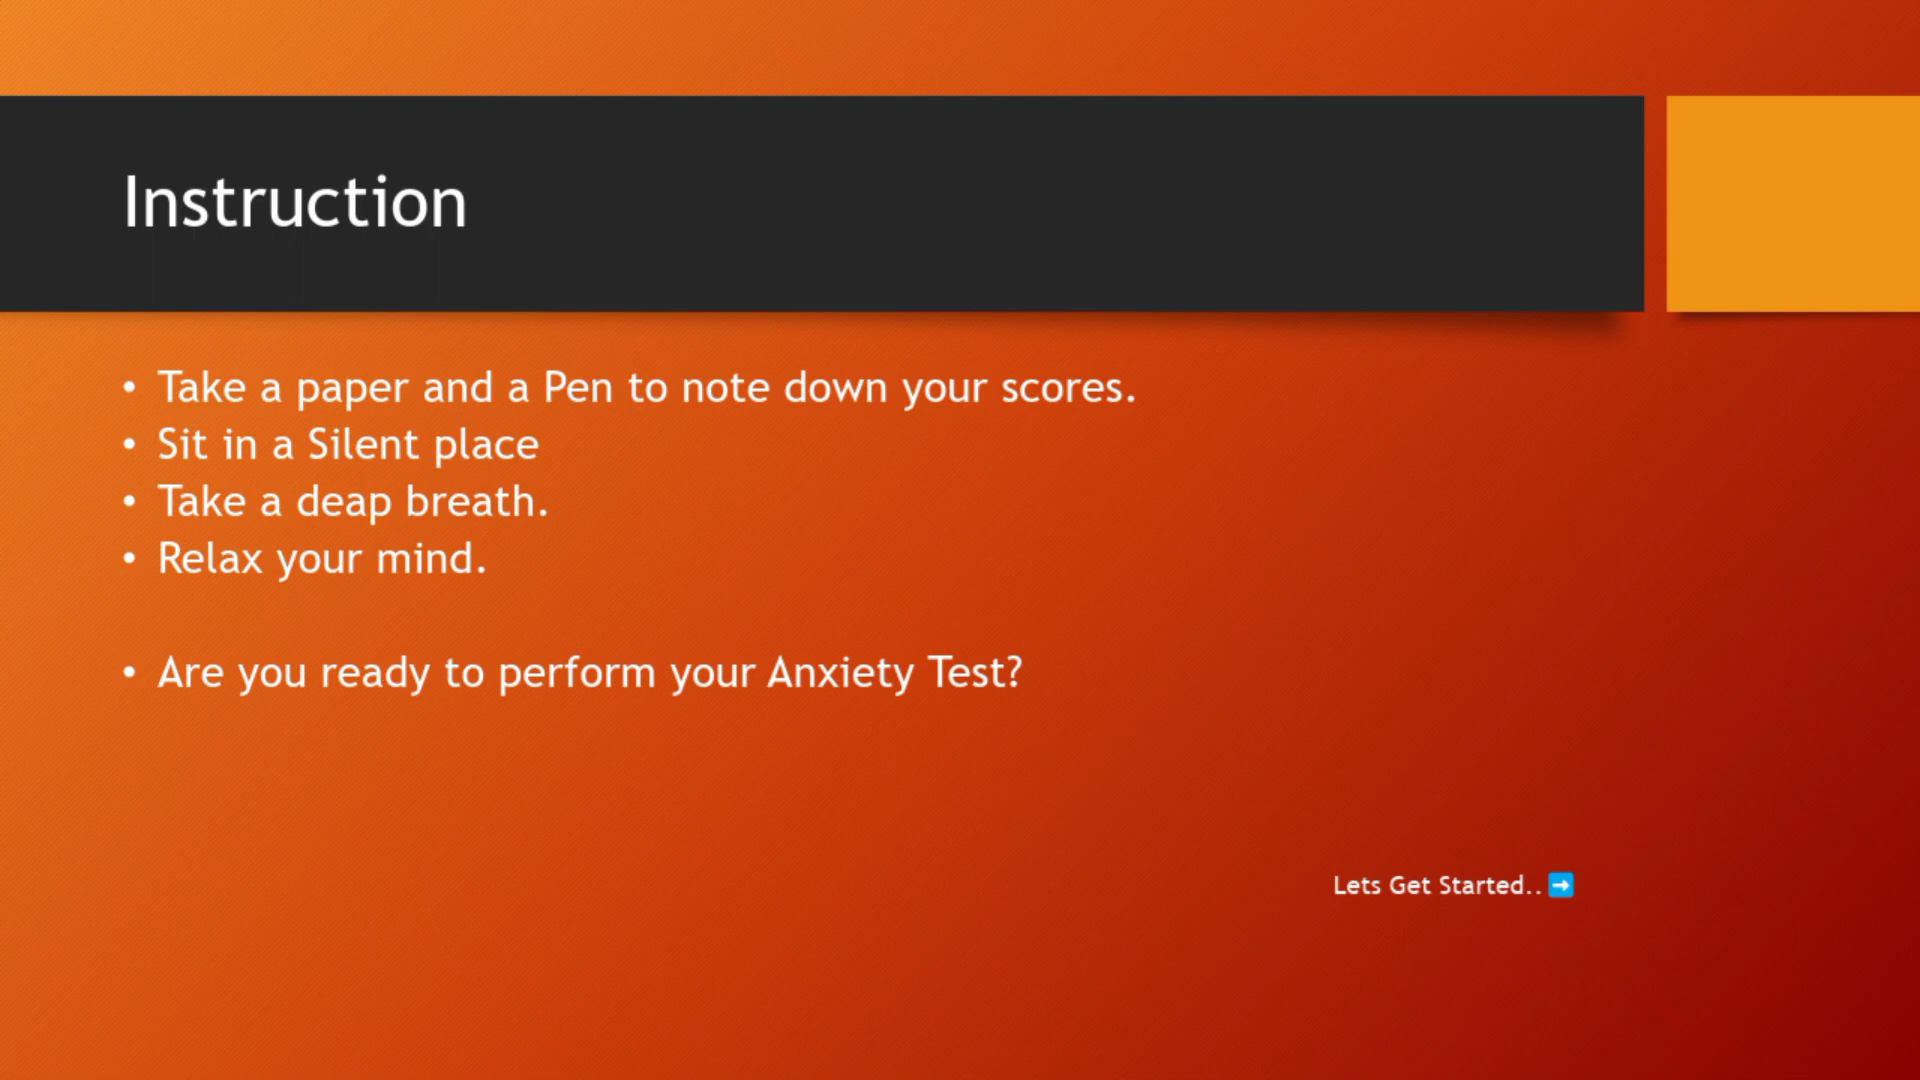 Instruction
• Take a paper and a Pen to note down your scores.
• Sit in a Silent place
• Take a deap breath.
• Relax your mind.
• Are you ready to perform your Anxiety Test?
Lets Get Started..➡